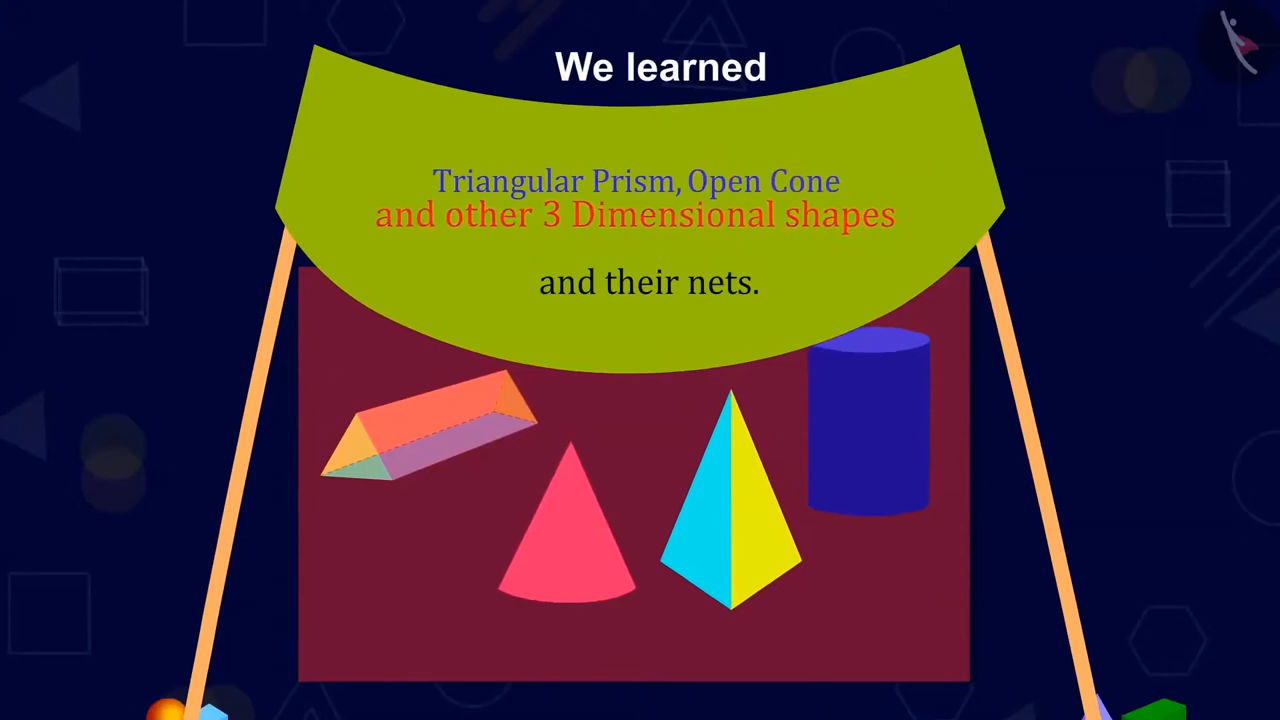 We learned
Triangular Prism, Open Cone
and other 3 Dimensional shapes
and their nets.